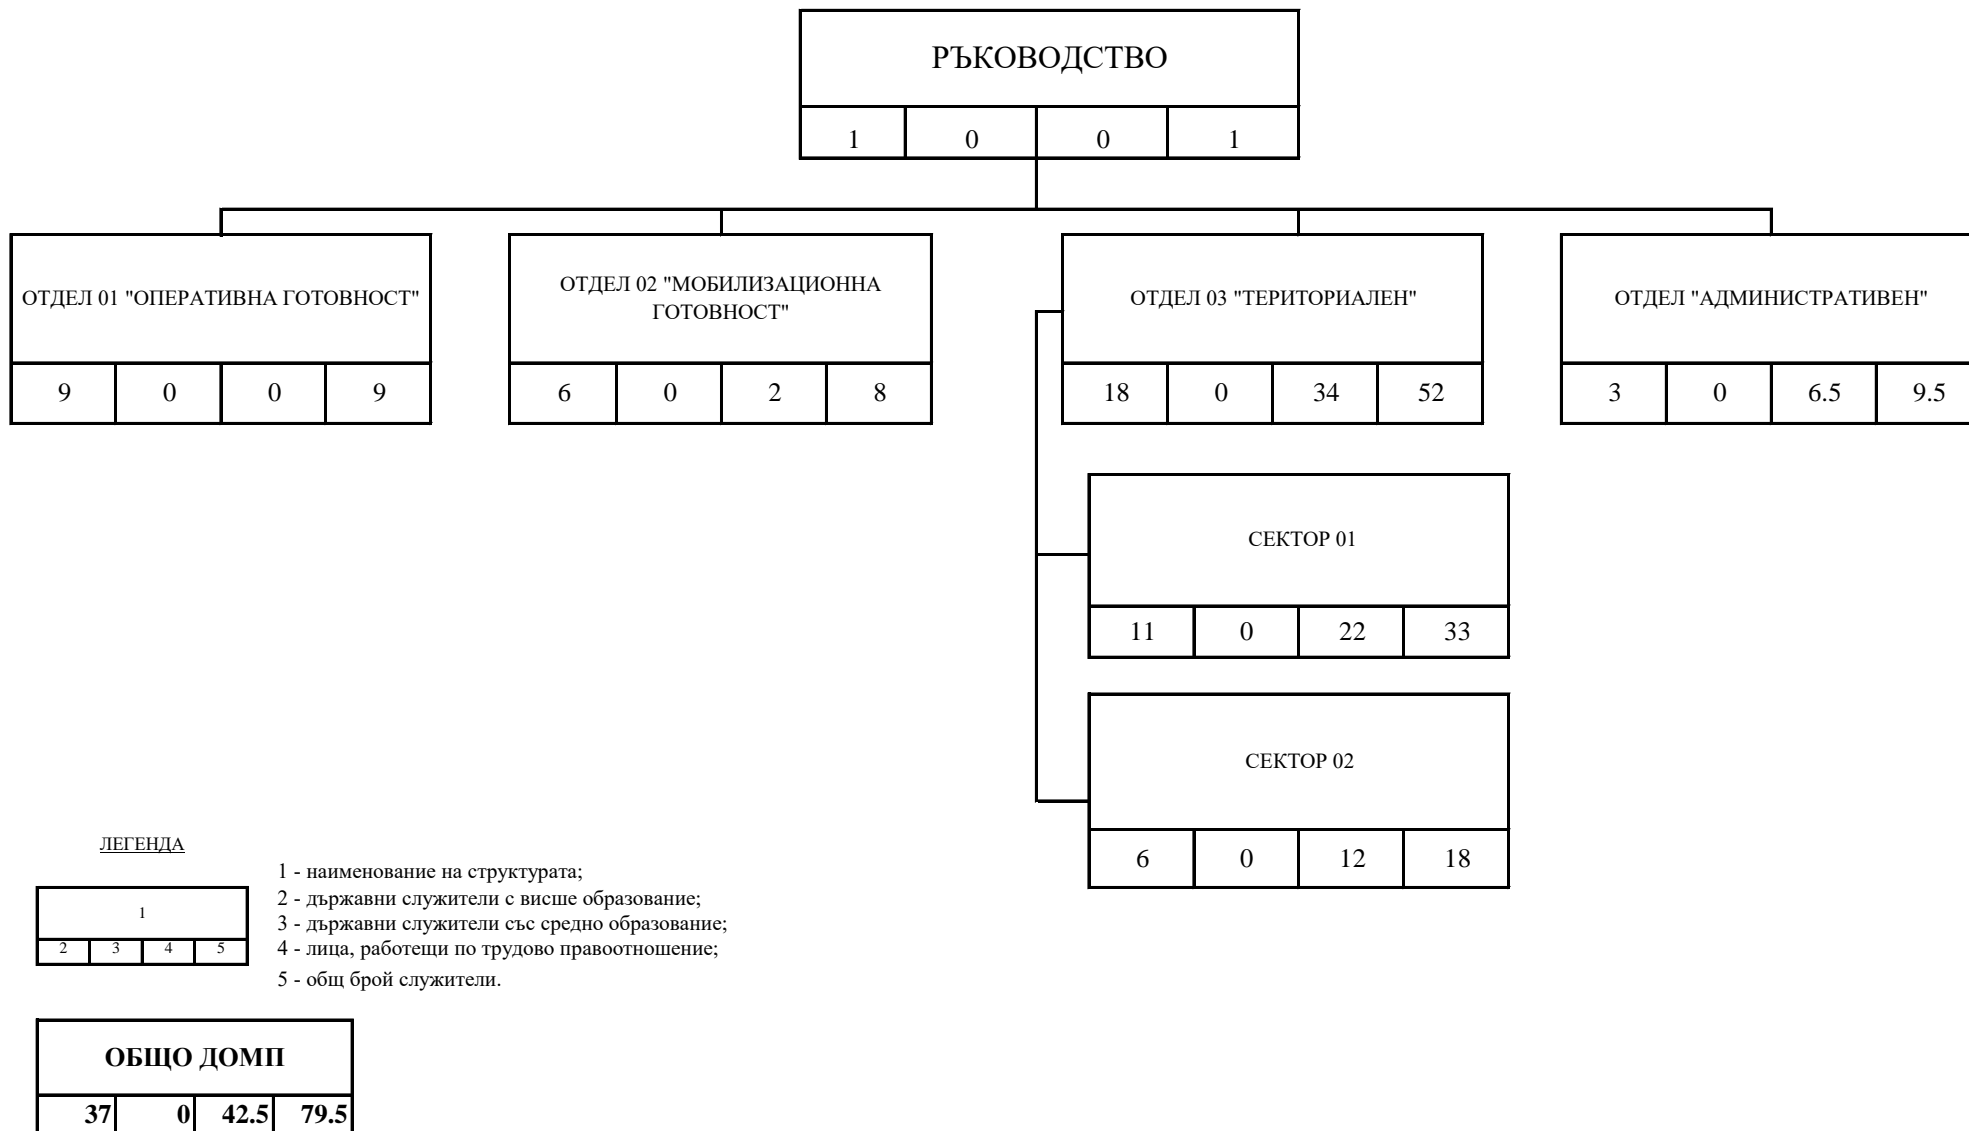 РЪКОВОДСТВО
1 0 0 1
ОТДЕЛ 01 "ОПЕРАТИВНА ГОТОВНОСТ"
9 0 0 9
ОТДЕЛ 02 "МОБИЛИЗАЦИОННА
ГОТОВНОСТ"
6 0 2 8
ОТДЕЛ 03 "ТЕРИТОРИАЛЕН"
18 0 34 52
ОТДЕЛ "АДМИНИСТРАТИВЕН"
3 0 6.5 9.5
СЕКТОР 01
11 0 22 33
СЕКТОР 02
6 0 12 18
ЛЕГЕНДА
1
2 3 4 5
1 - наименование на структурата;
2 - държавни служители с висше образование;
3 - държавни служители със средно образование;
4 - лица, работещи по трудово правоотношение;
5 - общ брой служители.
ОБЩО ДОМП
37 0 42.5 79.5